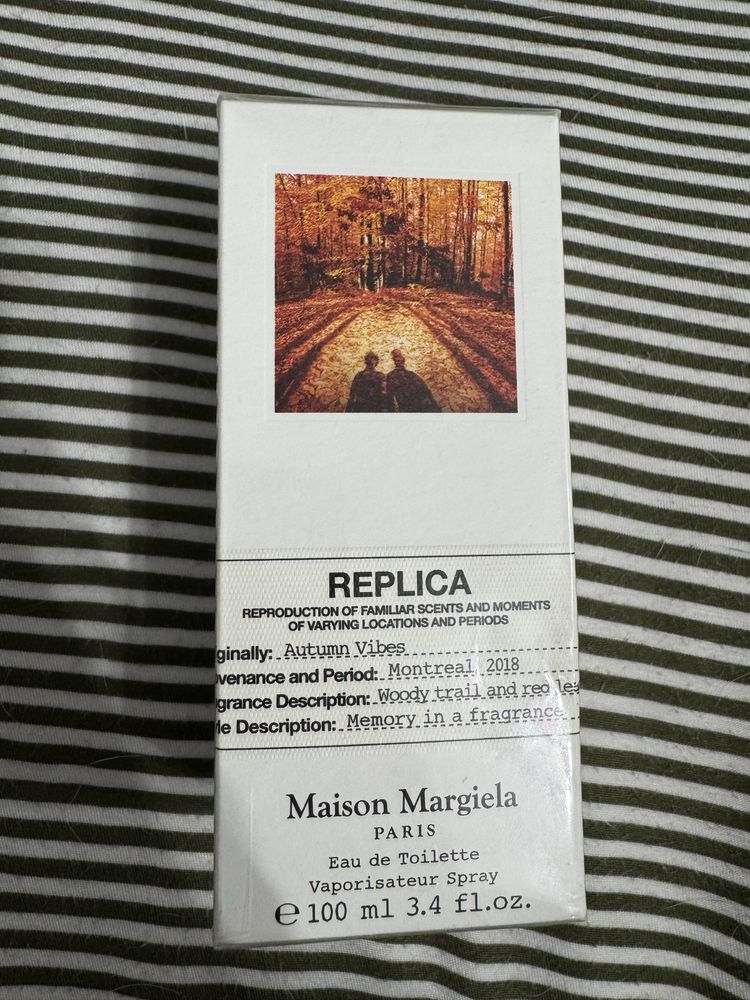 REPLICA
REPRODUCTION OF FAMILIAR SCENTS AND MOMENTS
OF VARYING LOCATIONS AND PERIODS
ginally: Autumn Vibes
venance and Period: Montreal, 2018
grance Description: Woody trail and red le
le Description: Memory in a fragrance
Maison Margiela
PARIS
Eau de Toilette
Vaporisateur Spray
℮ 100 ml 3.4 fl.oz.